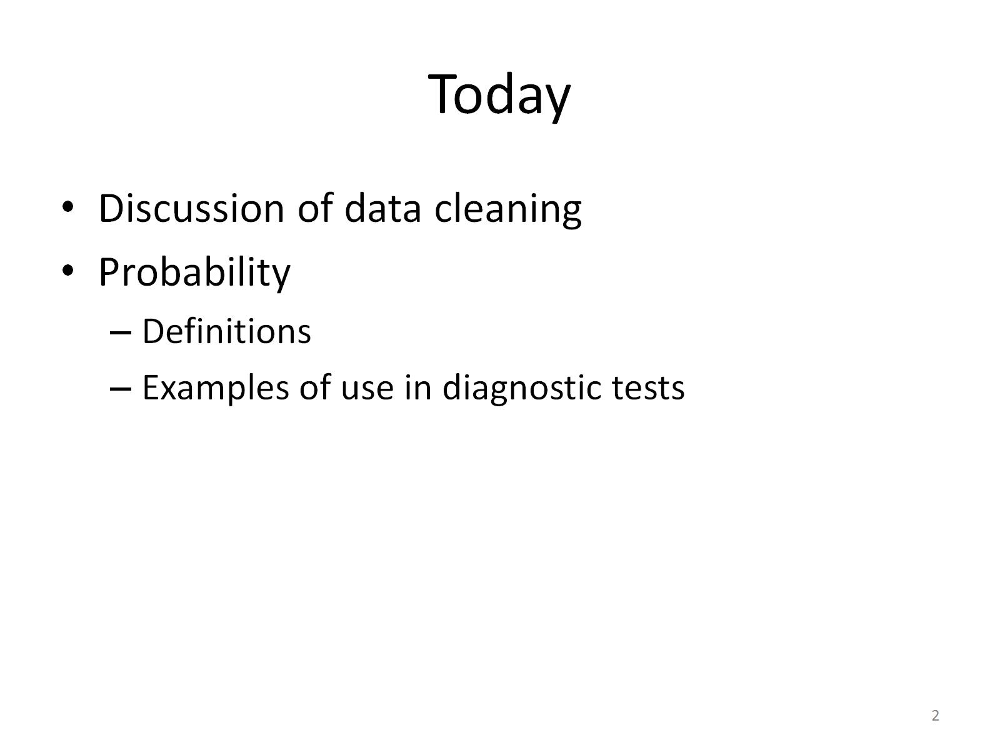 Today
• Discussion of data cleaning
• Probability
– Definitions
– Examples of use in diagnostic tests
2